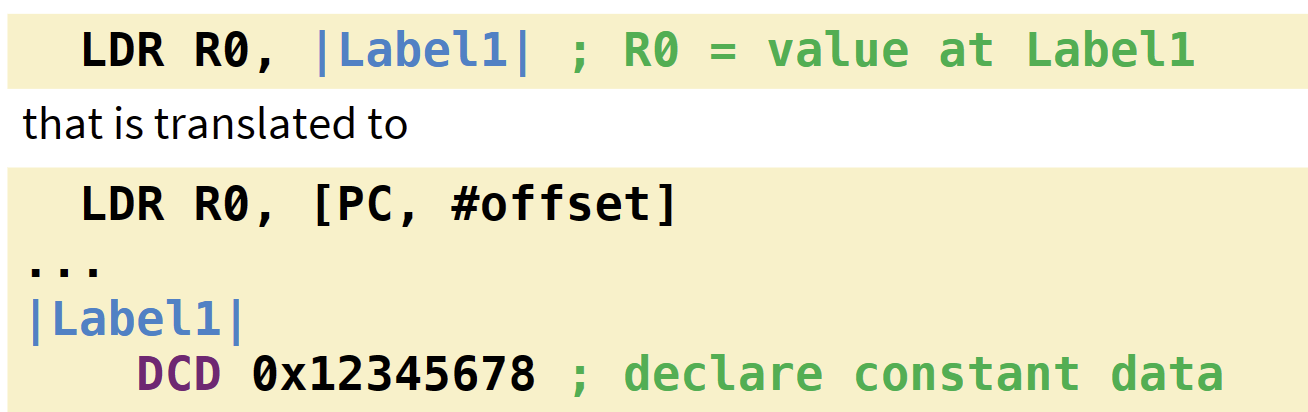 LDR R0, |Label1| ; R0 = value at Label1
that is translated to
LDR R0, [PC, #offset]
...
|Label1|
DCD 0x12345678 ; declare constant data